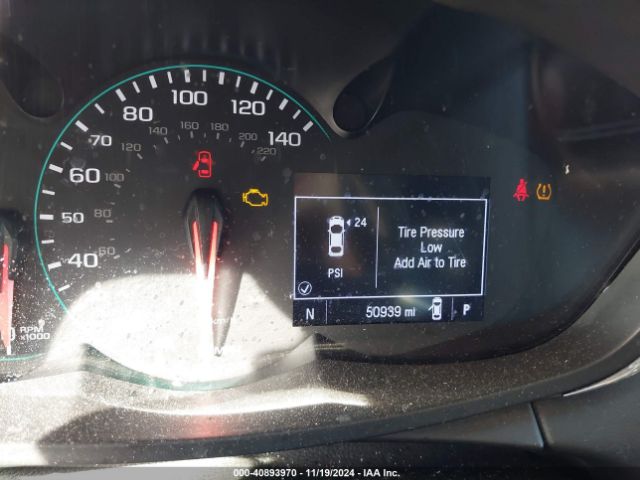 80 100 120 140
70
60
50
40
120 140 160 180 200 220
100
80
60
RPM
x1000
24
PSI
Tire Pressure
Low
Add Air to Tire
N 50939 mi P
000-40893970 | 11/19/2024 | IAA Inc.